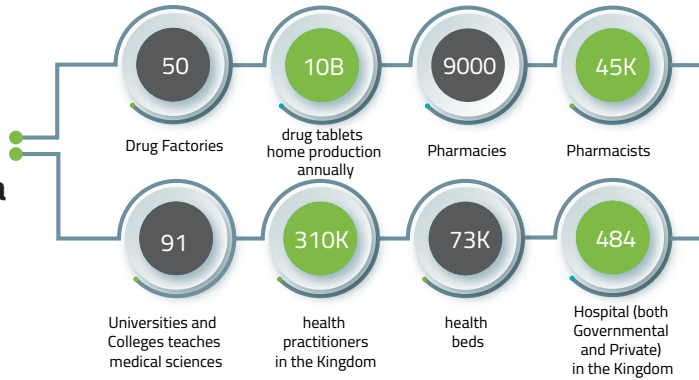 50
10B
9000
45K
Drug Factories
drug tablets
home production
annually
Pharmacies
Pharmacists
a
91
310K
73K
484
Universities and
Colleges teaches
medical sciences
health
practitioners
in the Kingdom
health
beds
Hospital (both
Governmental
and Private)
in the Kingdom